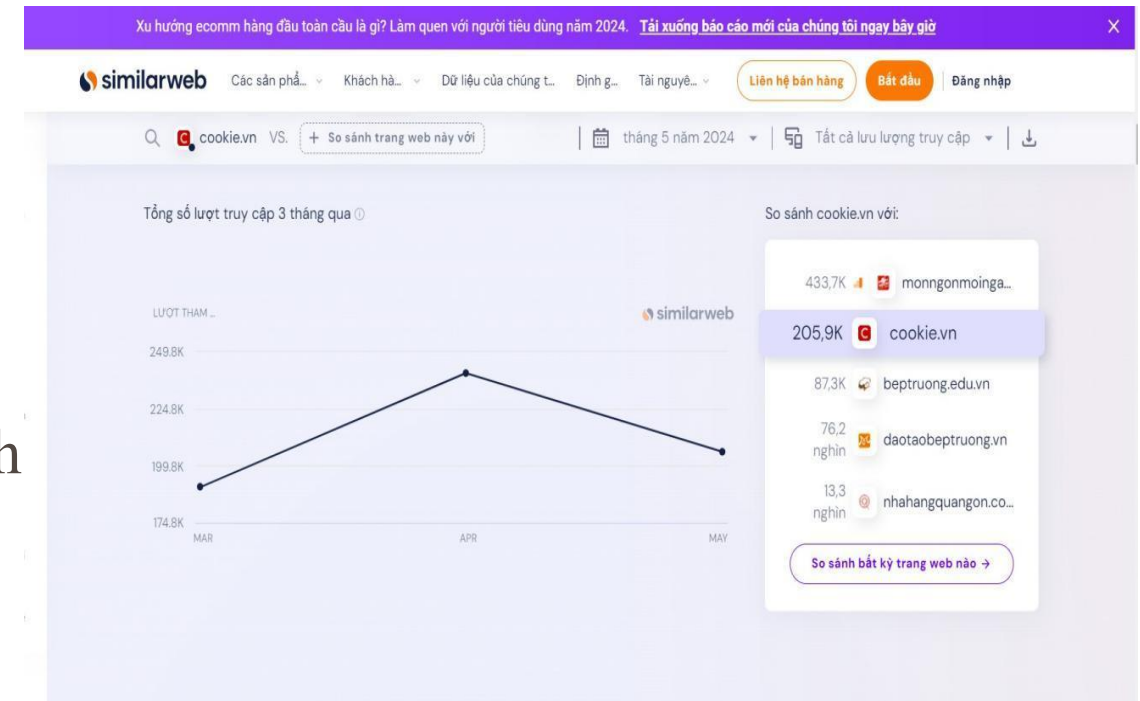 Xu hướng ecomm hàng đầu toàn cầu là gì? Làm quen với người tiêu dùng năm 2024. Tải xuống báo cáo mới của chúng tôi ngay bây giờ
similarweb Các sản phẩ... Khách hà... Dữ liệu của chúng t... Định g... Tài nguyê... Liên hệ bán hàng Bắt đầu Đăng nhập
cookie.vn VS. + So sánh trang web này với tháng 5 năm 2024 Tất cả lưu lượng truy cập
Tổng số lượt truy cập 3 tháng qua
LƯỢT THAM ...
similarweb
249.8K
224.8K
199.8K
174.8K
MAR APR MAY
So sánh cookie.vn với:
433,7K monngonmoinga...
205,9K cookie.vn
87,3K beptruong.edu.vn
76,2 nghìn daotaobeptruong.vn
13,3 nghìn nhahangquangon.co...
So sánh bất kỳ trang web nào →
h